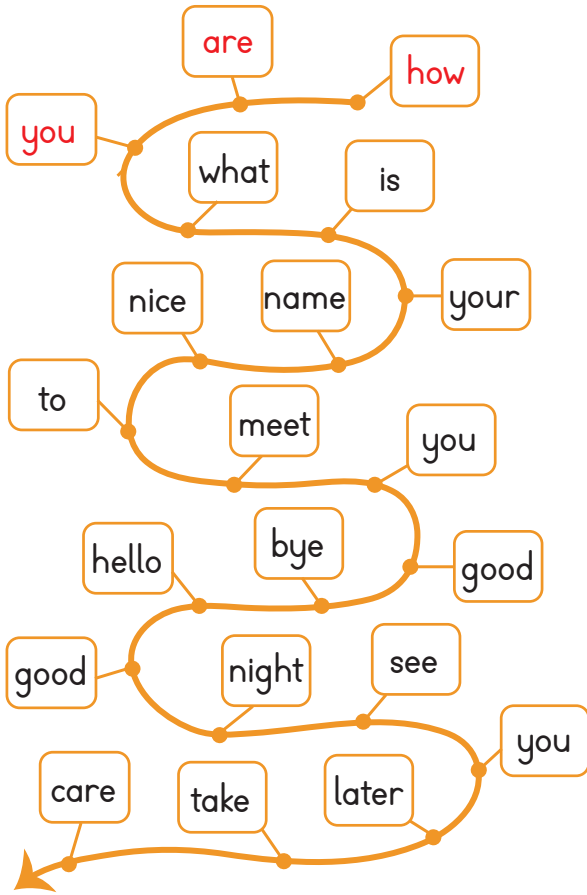 how
are
you
what
is
your
name
nice
to
meet
you
good
bye
hello
good
night
see
you
later
take
care